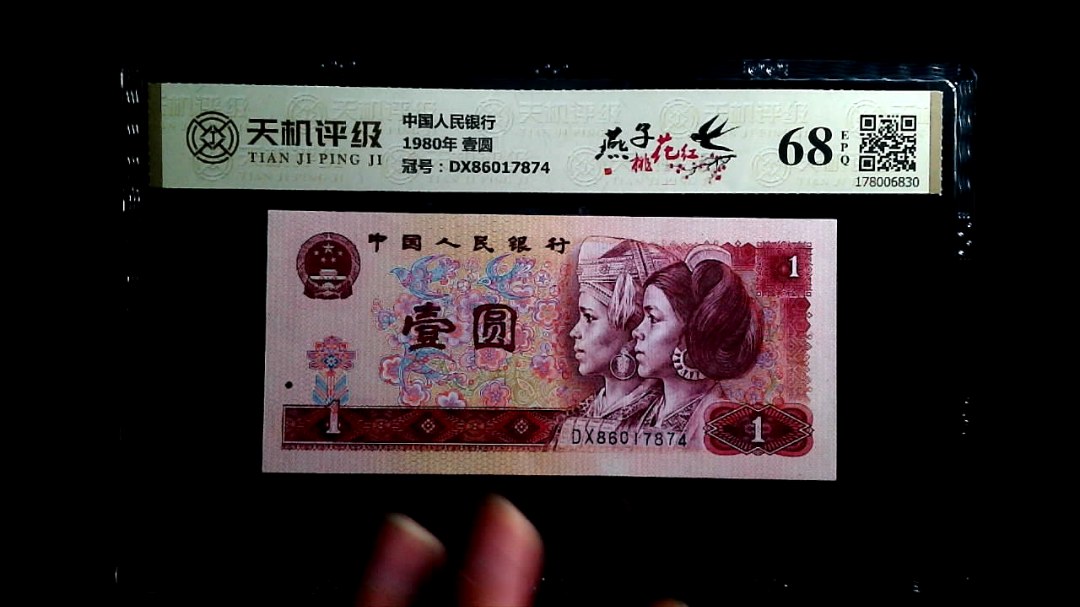 天机评级
TIAN JI PING JI
中国人民银行
1980年 壹圆
冠号：DX86017874
燕子
桃花红
68
EPQ
178006830
中国人民银行
1
壹圆
1
DX86017874
1